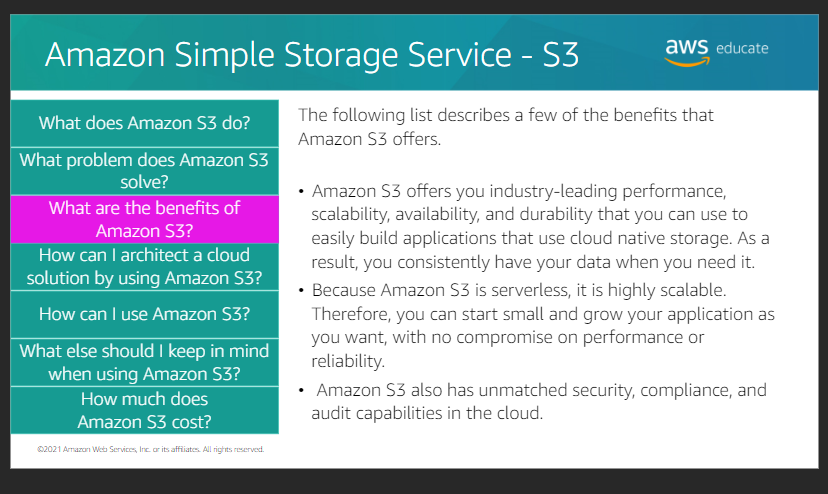 Amazon Simple Storage Service - S3
aws educate
What does Amazon S3 do?
What problem does Amazon S3
solve?
What are the benefits of
Amazon S3?
How can I architect a cloud
solution by using Amazon S3?
How can I use Amazon S3?
What else should I keep in mind
when using Amazon S3?
How much does
Amazon S3 cost?
The following list describes a few of the benefits that
Amazon S3 offers.
• Amazon S3 offers you industry-leading performance,
scalability, availability, and durability that you can use to
easily build applications that use cloud native storage. As a
result, you consistently have your data when you need it.
• Because Amazon S3 is serverless, it is highly scalable.
Therefore, you can start small and grow your application as
you want, with no compromise on performance or
reliability.
• Amazon S3 also has unmatched security, compliance, and
audit capabilities in the cloud.
©2021 Amazon Web Services, Inc. or its affiliates. All rights reserved.